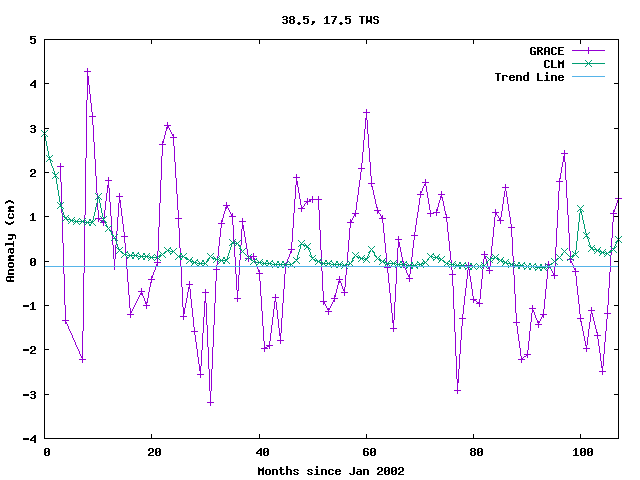 38.5, 17.5 TWS
GRACE
CLM
Trend Line
5
4
3
2
1
0
-1
-2
-3
-4
Anomaly (cm)
0 20 40 60 80 100
Months since Jan 2002